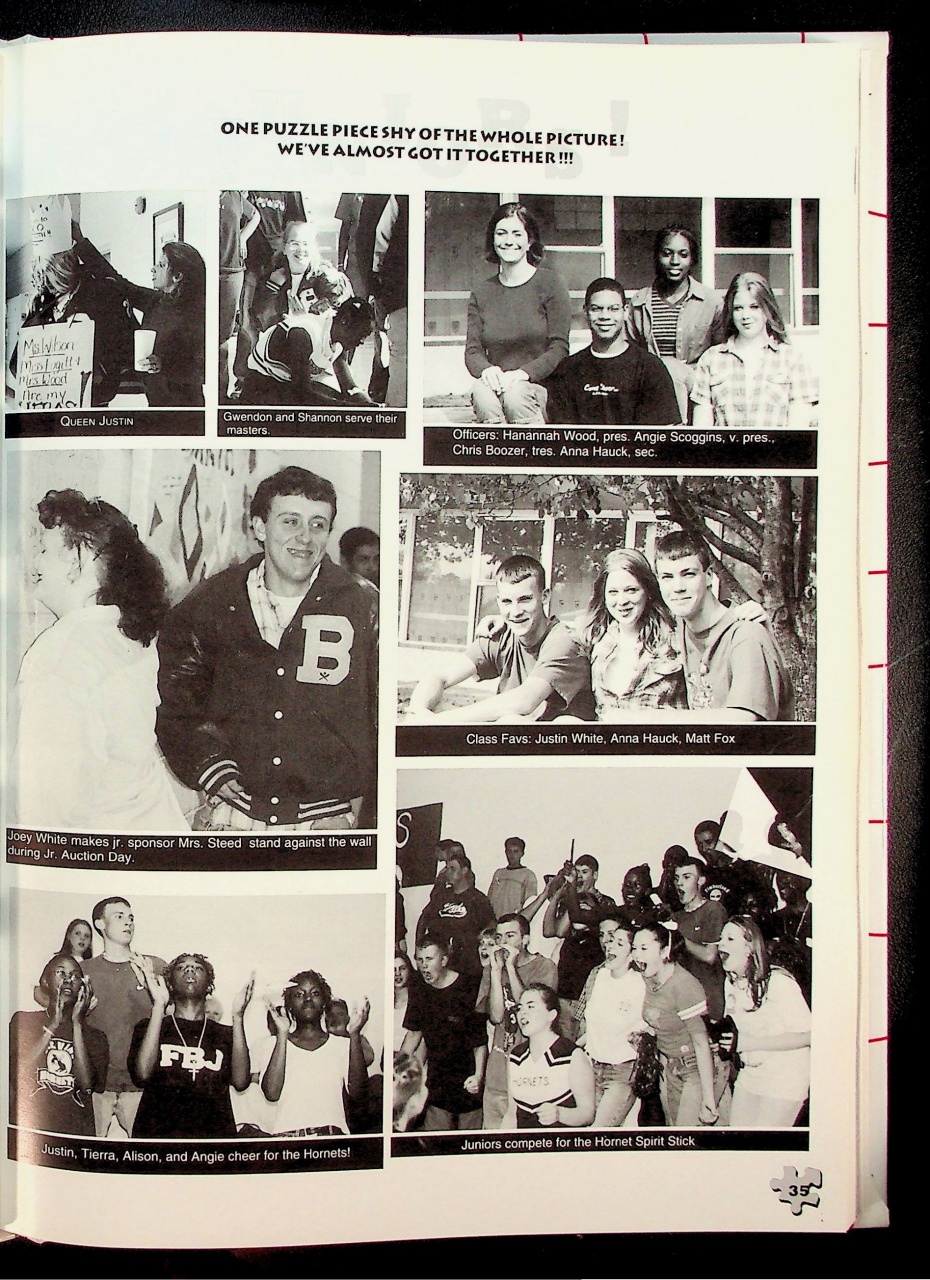 ONE PUZZLE PIECE SHY OF THE WHOLE PICTURE!
WE'VE ALMOST GOT IT TOGETHER!!!
Ms. Wilson
Mrs. Wood
Are my
QUEEN JUSTIN
B
Gwendon and Shannon serve their
masters.
Officers: Hanannah Wood, pres. Angie Scoggins, v. pres.,
Chris Boozer, tres. Anna Hauck, sec.
B
Joey White makes jr. sponsor Mrs. Steed stand against the wall
during Jr. Auction Day.
Class Favs: Justin White, Anna Hauck, Matt Fox
FBJ
Justin, Tierra, Alison, and Angie cheer for the Hornets!
S
HORNETS
Juniors compete for the Hornet Spirit Stick
35